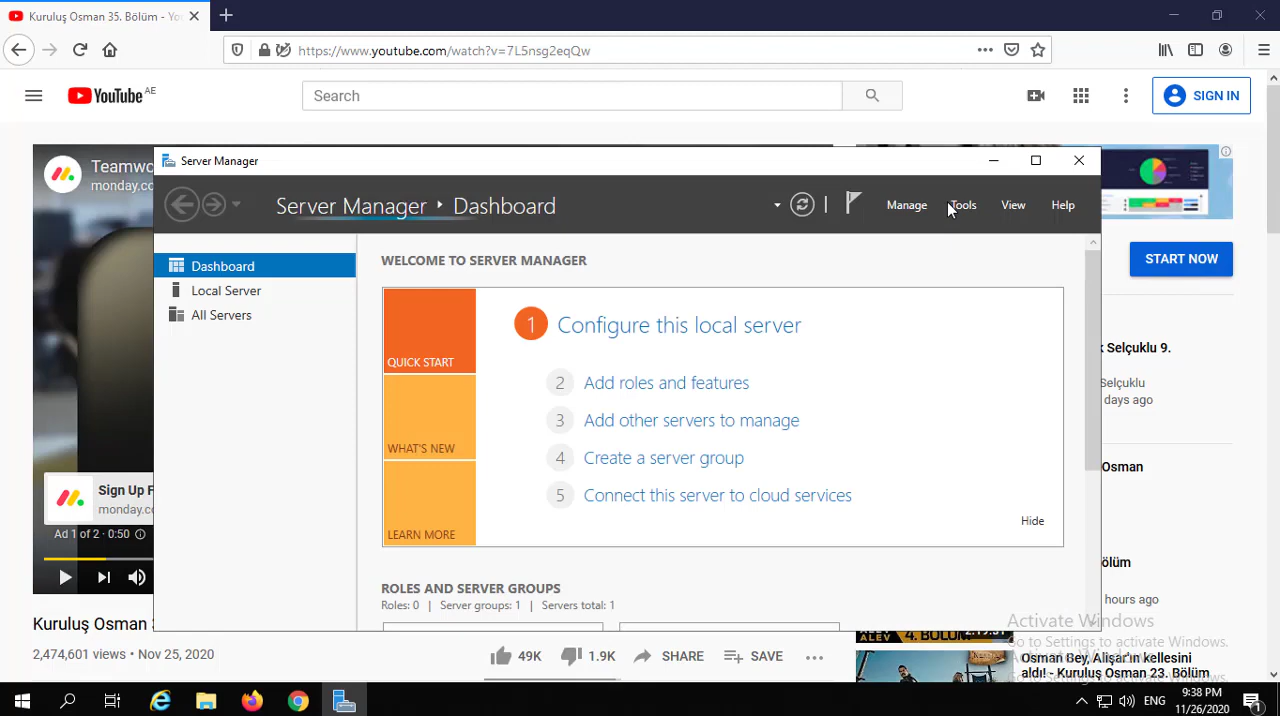 Kuruluş Osman 35. Bölüm - Yo
https://www.youtube.com/watch?v=7L5nsg2eqQw
YouTube AE
Search
SIGN IN
Teamwo
monday.co
Server Manager
Server Manager Dashboard
Manage
Tools
View
Help
Dashboard
Local Server
All Servers
WELCOME TO SERVER MANAGER
1 Configure this local server
QUICK START
2 Add roles and features
3 Add other servers to manage
WHAT'S NEW
4 Create a server group
5 Connect this server to cloud services
Hide
LEARN MORE
ROLES AND SERVER GROUPS
Roles: 0 | Server groups: 1 | Servers total: 1
START NOW
k Selçuklu 9.
Selçuklu
days ago
Osman
ölüm
hours ago
Sign Up F
monday.co
Ad 1 of 2 · 0:50
Kuruluş Osman 3
2,474,601 views • Nov 25, 2020
49K
1.9K
SHARE
SAVE
ALEV 4. BÖLÜM
2:19:31
Osman Bey, Alişar'ın kellesini
aldı! - Kuruluş Osman 23. Bölüm
Activate Windows
Go to Settings to activate Windows.
ENG
9:38 PM
11/26/2020
1